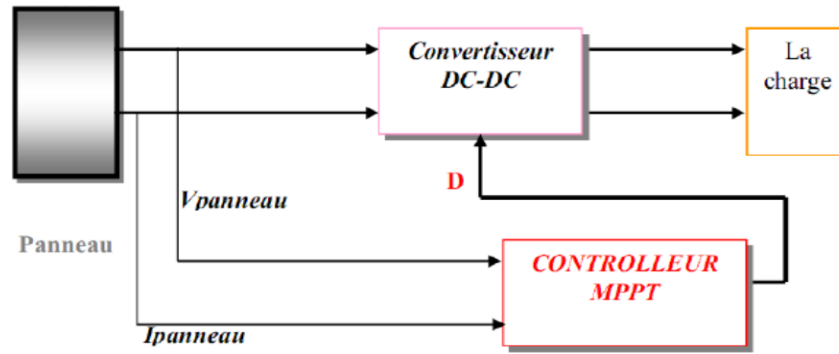 Convertisseur
DC-DC
La
charge
D
Vpanneau
Panneau
CONTROLLEUR
MPPT
Ipanneau